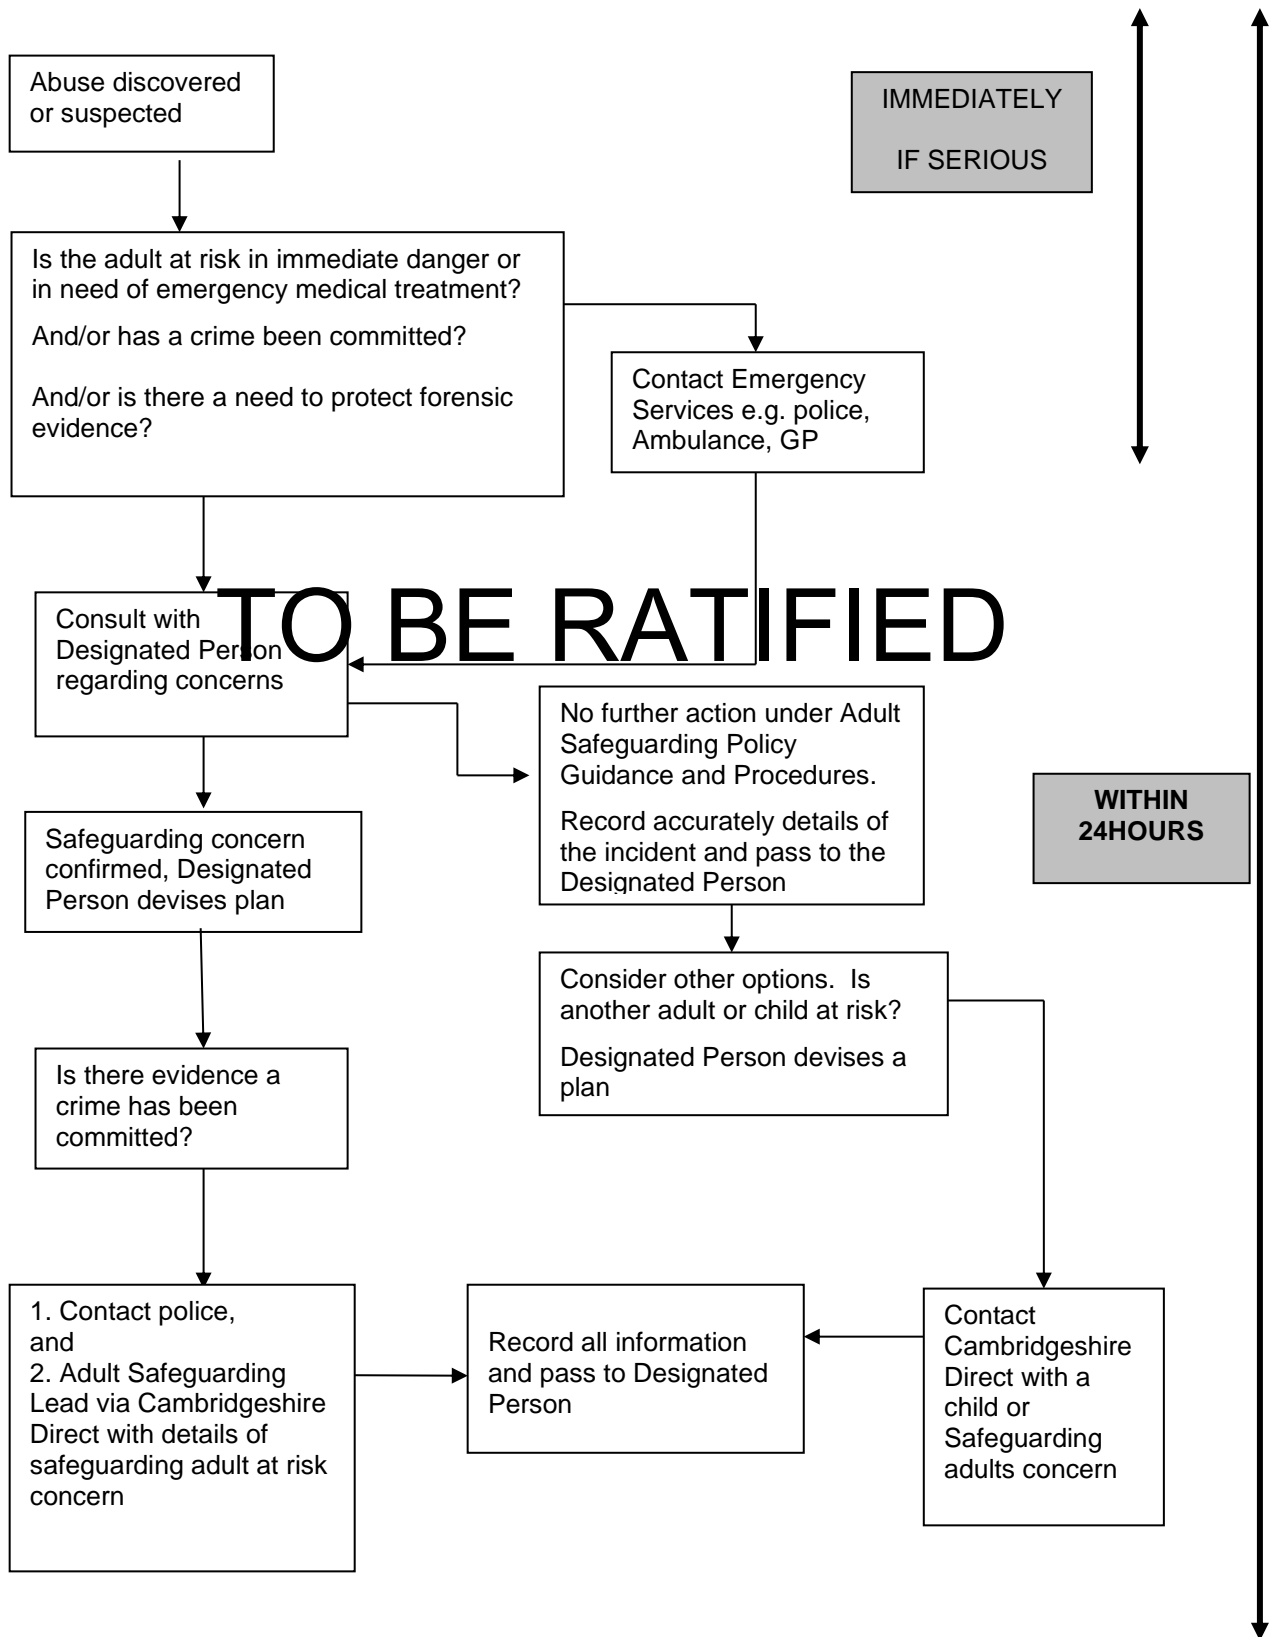 Abuse discovered
or suspected
IMMEDIATELY
IF SERIOUS
Is the adult at risk in immediate danger or
in need of emergency medical treatment?
And/or has a crime been committed?
And/or is there a need to protect forensic
evidence?
Contact Emergency
Services e.g. police,
Ambulance, GP
TO BE RATIFIED
Consult with
Designated Person
regarding concerns
No further action under Adult
Safeguarding Policy
Guidance and Procedures.
Record accurately details of
the incident and pass to the
Designated Person
WITHIN
24HOURS
Safeguarding concern
confirmed, Designated
Person devises plan
Consider other options.  Is
another adult or child at risk?
Designated Person devises a
plan
Is there evidence a
crime has been
committed?
1. Contact police,
and
2. Adult Safeguarding
Lead via Cambridgeshire
Direct with details of
safeguarding adult at risk
concern
Record all information
and pass to Designated
Person
Contact
Cambridgeshire
Direct with a
child or
Safeguarding
adults concern